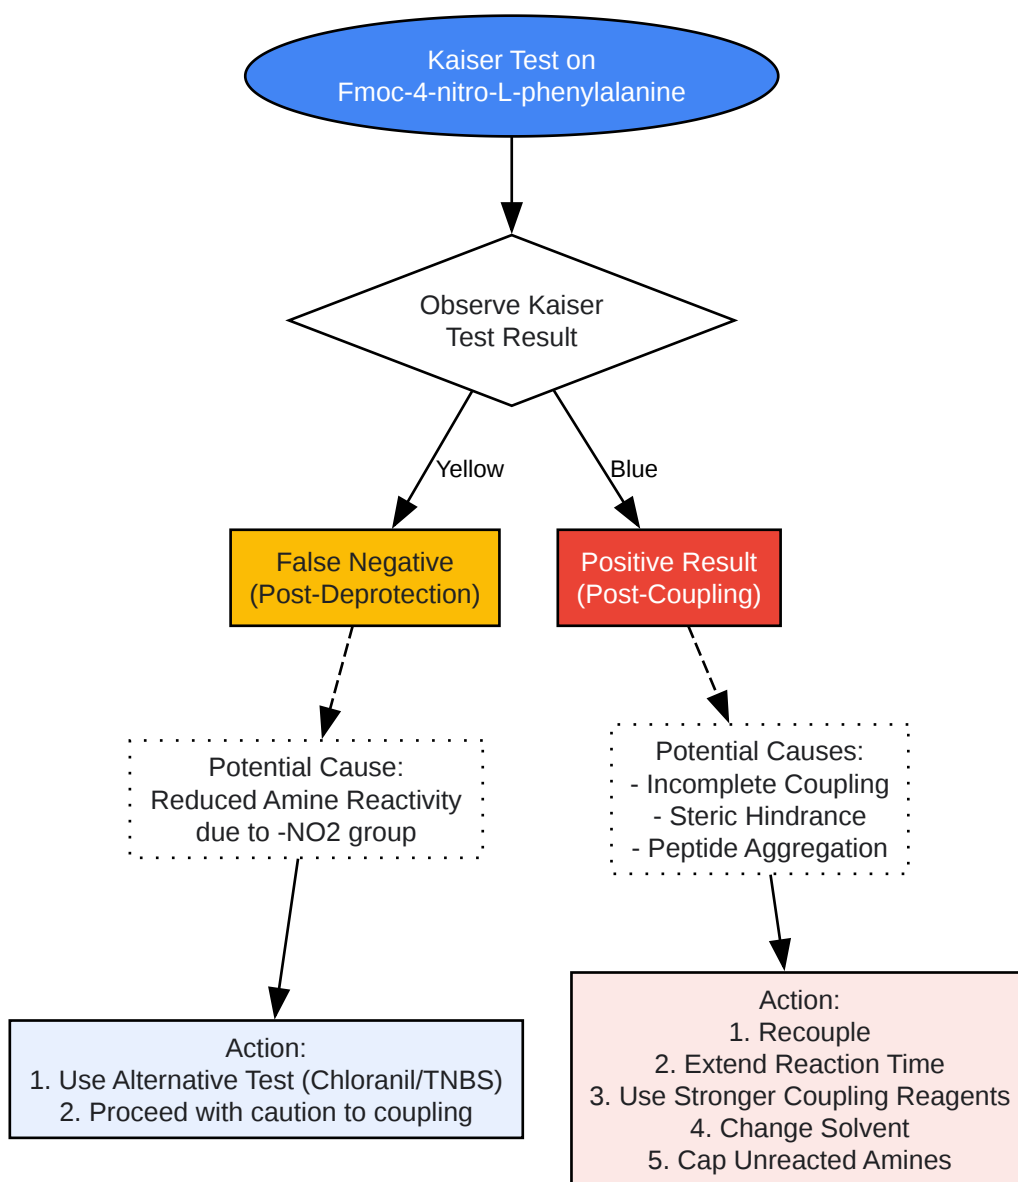 Kaiser Test on
Fmoc-4-nitro-L-phenylalanine
Observe Kaiser
Test Result
Yellow
Blue
False Negative
(Post-Deprotection)
Positive Result
(Post-Coupling)
Potential Cause:
Reduced Amine Reactivity
due to -NO2 group
Potential Causes:
- Incomplete Coupling
- Steric Hindrance
- Peptide Aggregation
Action:
1. Use Alternative Test (Chloranil/TNBS)
2. Proceed with caution to coupling
Action:
1. Recouple
2. Extend Reaction Time
3. Use Stronger Coupling Reagents
4. Change Solvent
5. Cap Unreacted Amines